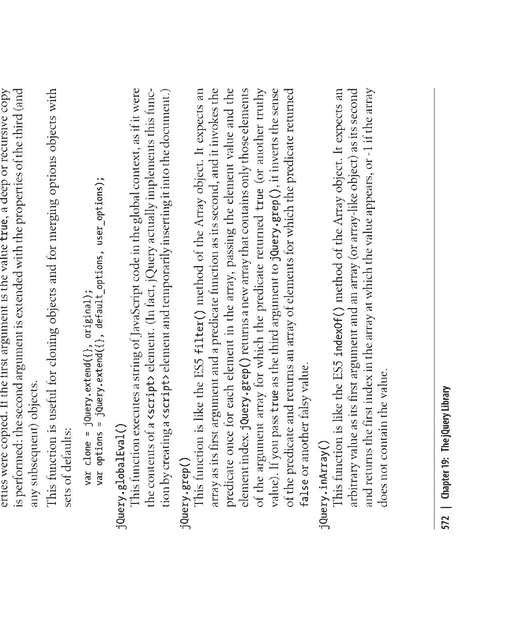 erties were copied. If the first argument is the value true, a deep or recursive copy
is performed: the second argument is extended with the properties of the third (and
any subsequent) objects.
This function is useful for cloning objects and for merging options objects with
sets of defaults:
var clone = jQuery.extend({}, original);
var options = jQuery.extend({}, default_options, user_options);
jQuery.globalEval()
This function executes a string of JavaScript code in the global context, as if it were
the contents of a <script> element. (In fact, jQuery actually implements this func-
tion by creating a <script> element and temporarily inserting it into the document.)
jQuery.grep()
This function is like the ES5 filter() method of the Array object. It expects an
array as its first argument and a predicate function as its second, and it invokes the
predicate once for each element in the array, passing the element value and the
element index. jQuery.grep() returns a new array that contains only those elements
of the argument array for which the predicate returned true (or another truthy
value). If you pass true as the third argument to jQuery.grep(), it inverts the sense
of the predicate and returns an array of elements for which the predicate returned
false or another falsy value.
jQuery.inArray()
This function is like the ES5 indexOf() method of the Array object. It expects an
arbitrary value as its first argument and an array (or array-like object) as its second
and returns the first index in the array at which the value appears, or -1 if the array
does not contain the value.
572 | Chapter 19: The jQuery Library